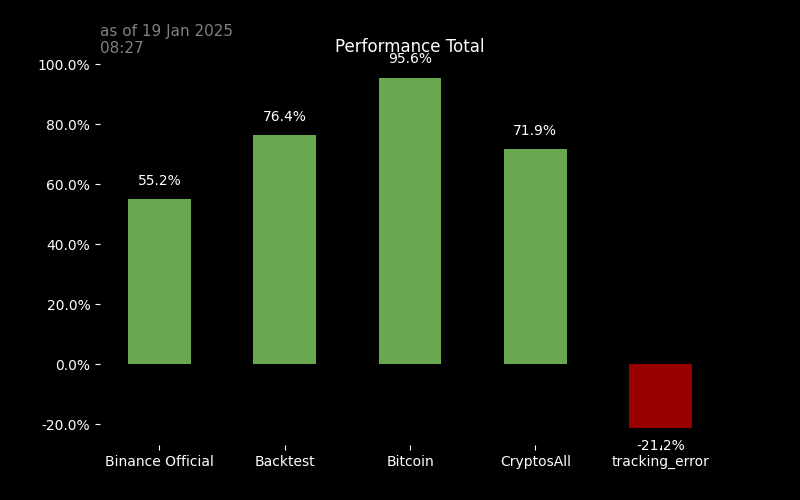 as of 19 Jan 2025
08:27
Performance Total
100.0%
80.0%
60.0%
40.0%
20.0%
0.0%
-20.0%
55.2%
76.4%
95.6%
71.9%
-21.2%
Binance Official
Backtest
Bitcoin
CryptosAll
tracking_error